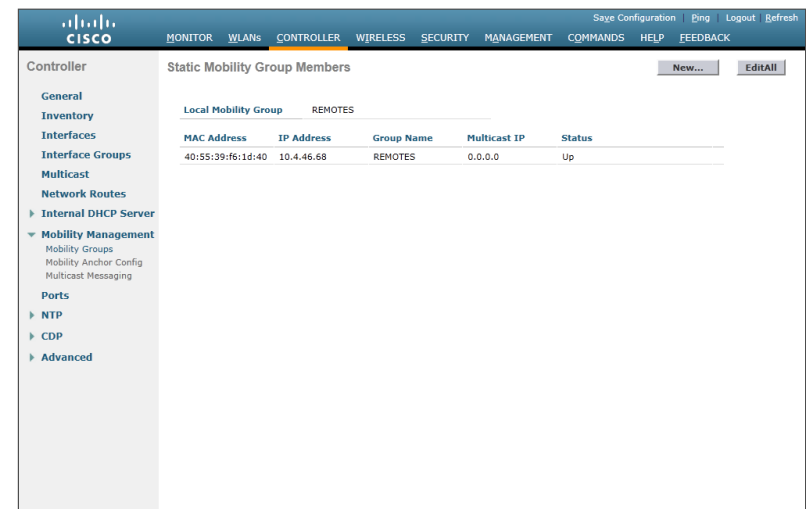 Save Configuration | Ping | Logout | Refresh
CISCO
MONITOR WLANs CONTROLLER WIRELESS SECURITY MANAGEMENT COMMANDS HELP FEEDBACK
Controller
General
Inventory
Interfaces
Interface Groups
Multicast
Network Routes
Internal DHCP Server
Mobility Management
Mobility Groups
Mobility Anchor Config
Multicast Messaging
Ports
NTP
CDP
Advanced
Static Mobility Group Members
New...
EditAll
Local Mobility Group REMOTES
MAC Address IP Address Group Name Multicast IP Status
40:55:39:f6:1d:40 10.4.46.68 REMOTES 0.0.0.0 Up